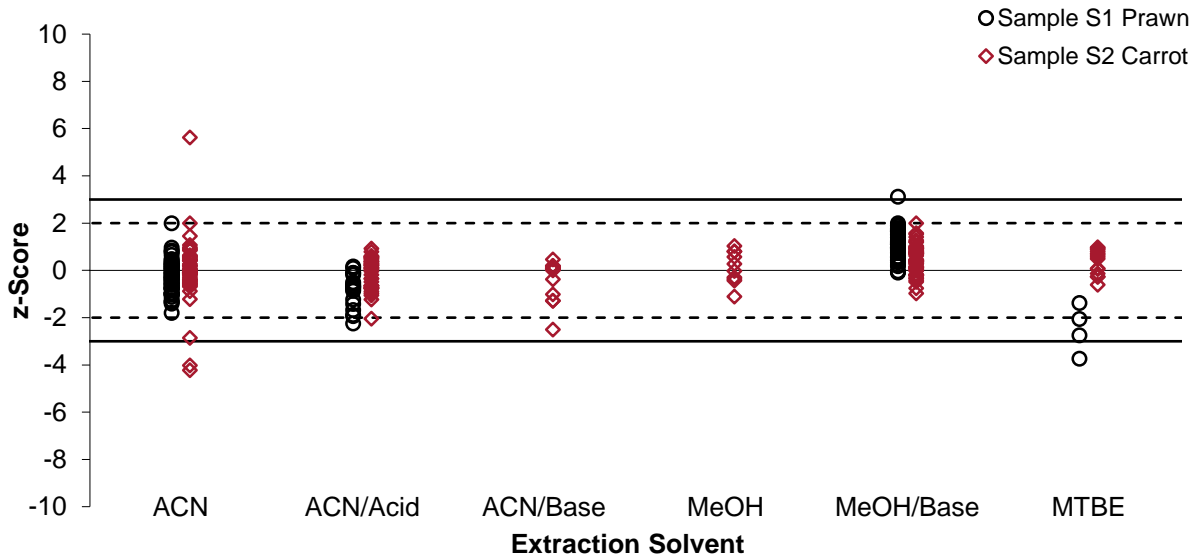 Sample S1 Prawn
Sample S2 Carrot
10
8
6
4
2
0
-2
-4
-6
-8
-10
z-Score
ACN ACN/Acid ACN/Base MeOH MeOH/Base MTBE
Extraction Solvent